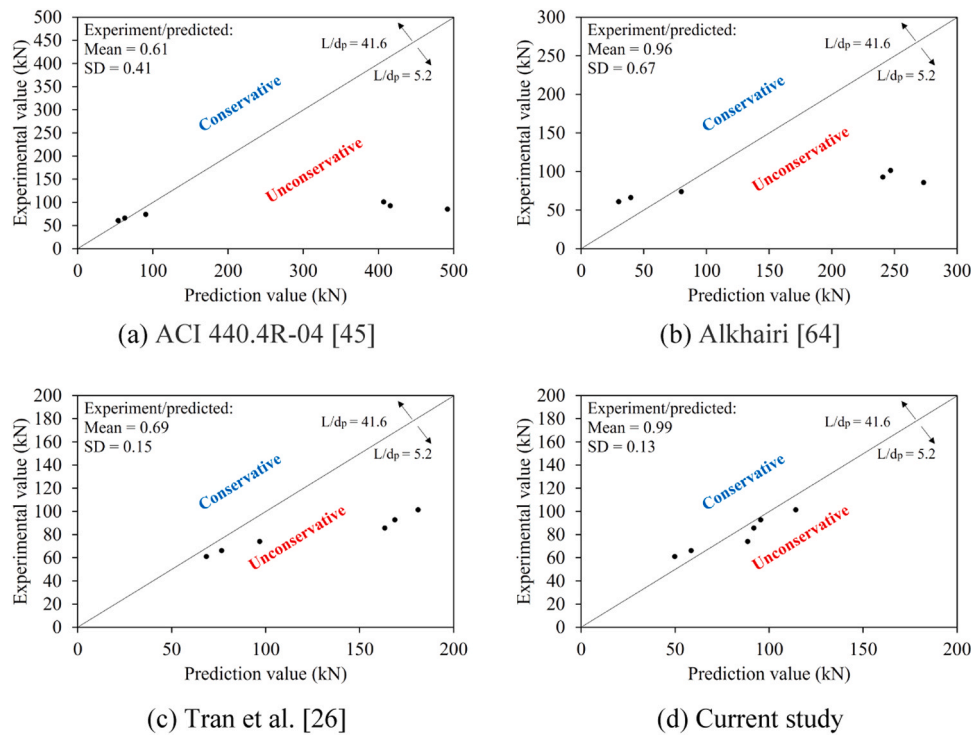 Experiment/predicted:
Mean = 0.61
SD = 0.41
L/dp = 41.6
L/dp = 5.2
Conservative
Unconservative
500
450
400
350
300
250
200
150
100
50
0
0 100 200 300 400 500
Experimental value (kN)
Prediction value (kN)
(a) ACI 440.4R-04 [45]
Experiment/predicted:
Mean = 0.96
SD = 0.67
L/dp = 41.6
L/dp = 5.2
Conservative
Unconservative
300
250
200
150
100
50
0
0 50 100 150 200 250 300
Experimental value (kN)
Prediction value (kN)
(b) Alkhairi [64]
Experiment/predicted:
Mean = 0.69
SD = 0.15
L/dp = 41.6
L/dp = 5.2
Conservative
Unconservative
200
180
160
140
120
100
80
60
40
20
0
0 50 100 150 200
Experimental value (kN)
Prediction value (kN)
(c) Tran et al. [26]
Experiment/predicted:
Mean = 0.99
SD = 0.13
L/dp = 41.6
L/dp = 5.2
Conservative
Unconservative
200
180
160
140
120
100
80
60
40
20
0
0 50 100 150 200
Experimental value (kN)
Prediction value (kN)
(d) Current study